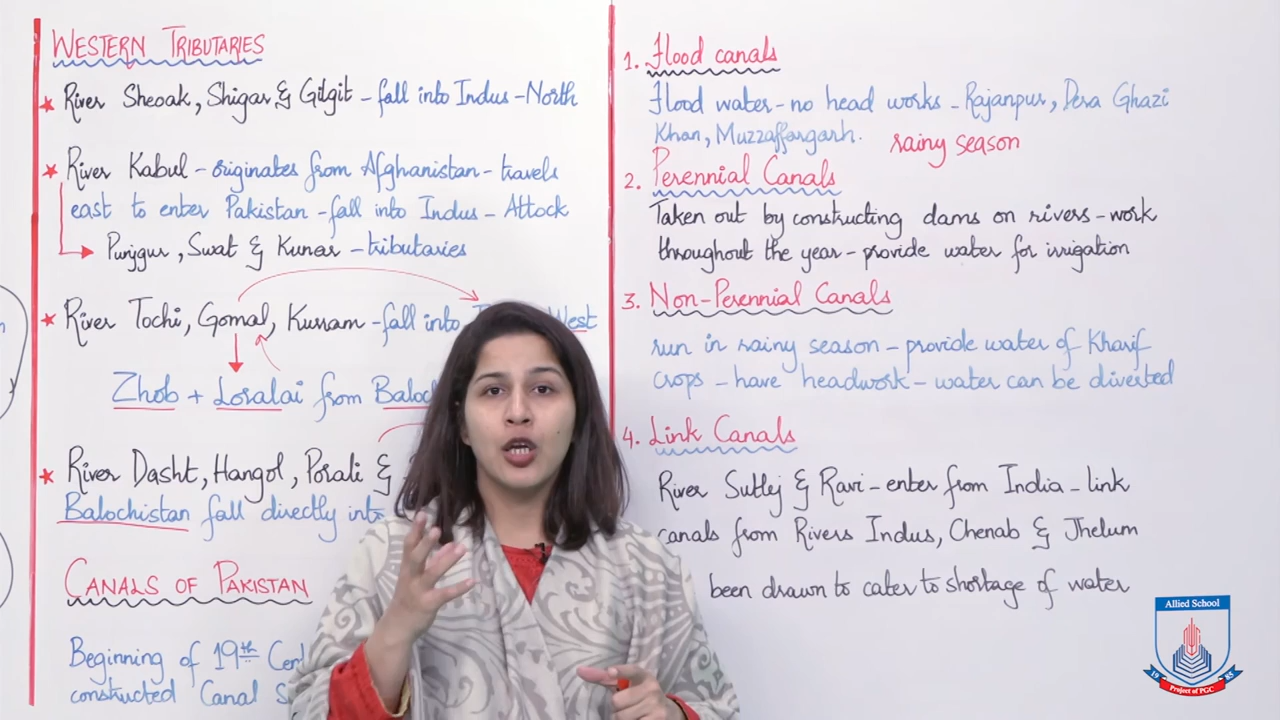 WESTERN TRIBUTARIES
★ River Sheoak, Shigar, & Gilgit - fall into Indus - North
★ River Kabul - originates from Afghanistan - travels
east to enter Pakistan - fall into Indus - Attock
Punjgur, Swat & Kunar - tributaries
★ River Tochi, Gomal, Kurram - fall into West
Zhob + Loralai from Baloc
★ River Dasht, Hangol, Porali &
Balochistan fall directly into
CANALS OF PAKISTAN
Beginning of 19th Cent
constructed Canal S
1. Flood canals
Flood water - no head works - Rajanpur, Dera Ghazi
Khan, Muzzaffargarh. rainy season
2. Perennial Canals
Taken out by constructing dams on rivers - work
throughout the year - provide water for irrigation
3. Non-Perennial Canals
run in rainy season - provide water of Kharif
crops - have headwork - water can be diverted
4. Link Canals
River Sutlej & Ravi - enter from India - link
canals from Rivers Indus, Chenab & Jhelum
been drawn to cater to shortage of water
Allied School
19 85
Project of PGC